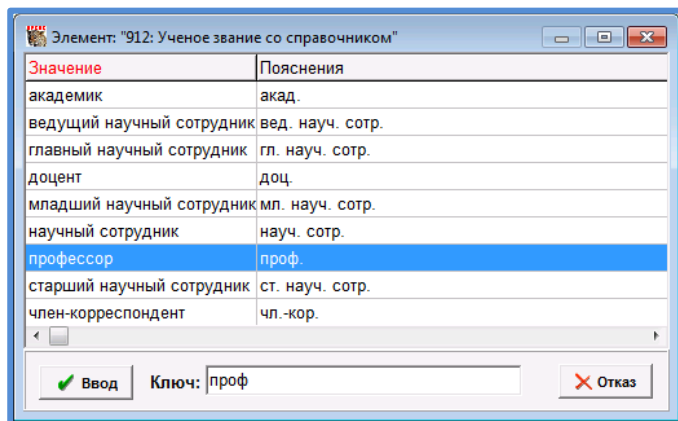 Элемент: "912: Ученое звание со справочником"
Значение Пояснения
академик акад.
ведущий научный сотрудник вед. науч. сотр.
главный научный сотрудник гл. науч. сотр.
доцент доц.
младший научный сотрудник мл. науч. сотр.
научный сотрудник науч. сотр.
профессор проф.
старший научный сотрудник ст. науч. сотр.
член-корреспондент чл.-кор.
Ввод Ключ: проф Отказ